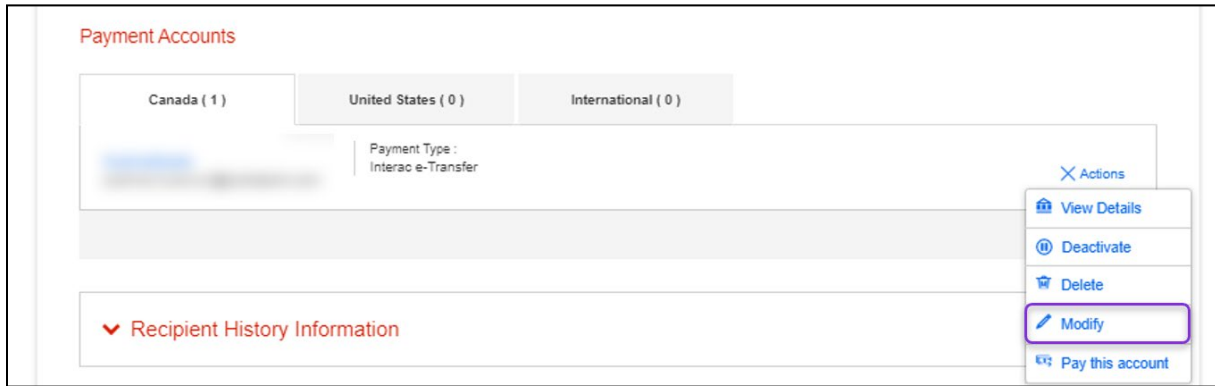 Payment Accounts
Canada ( 1 )
United States ( 0 )
International ( 0 )
Payment Type :
Interac e-Transfer
Actions
View Details
Deactivate
Delete
Modify
Pay this account
Recipient History Information